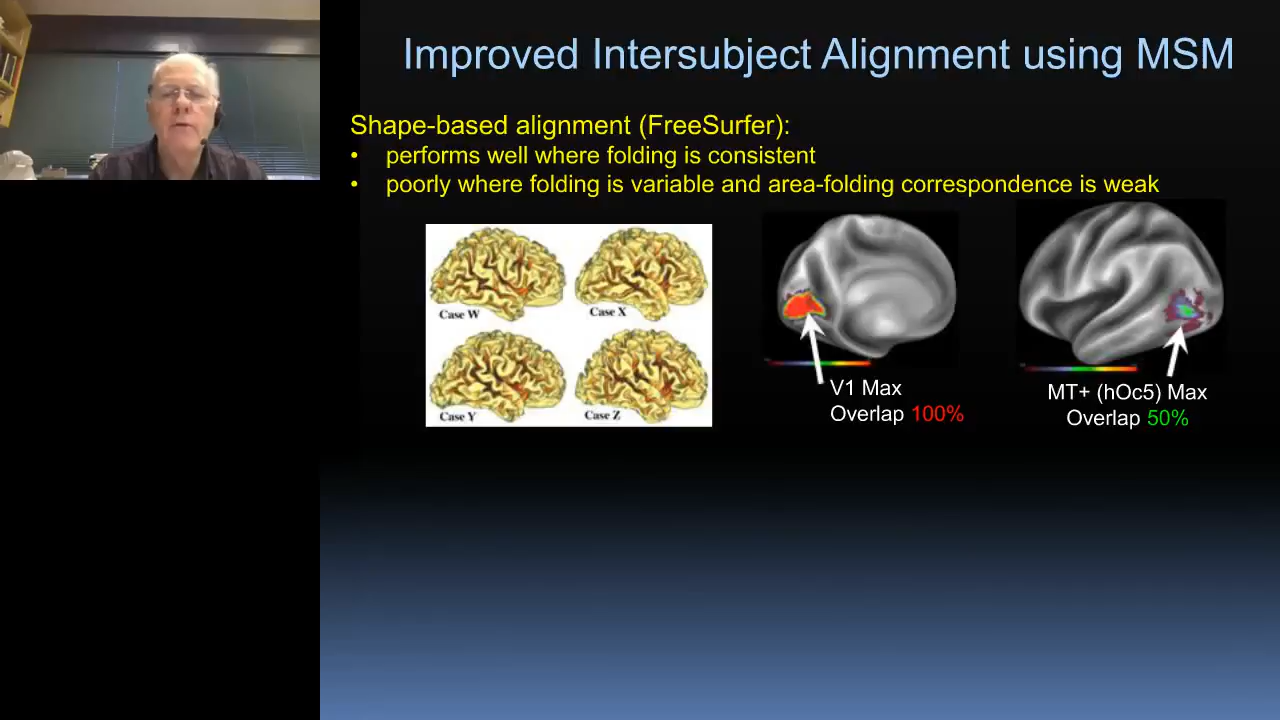 Improved Intersubject Alignment using MSM
Shape-based alignment (FreeSurfer):
• performs well where folding is consistent
• poorly where folding is variable and area-folding correspondence is weak
Case W
Case X
Case Y
Case Z
V1 Max
Overlap 100%
MT+ (hOc5) Max
Overlap 50%